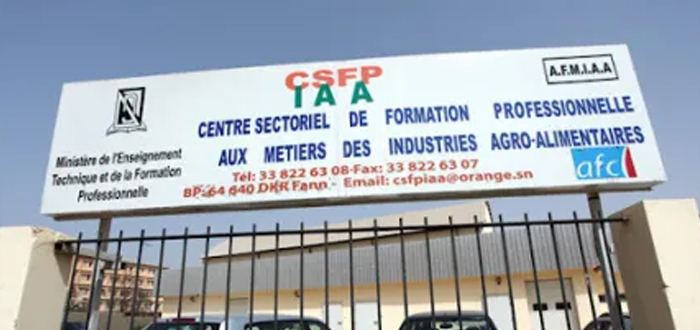 CSFP
IAA
A.F.M.I.A.A
CENTRE SECTORIEL DE FORMATION PROFESSIONNELLE
AUX METIERS DES INDUSTRIES AGRO-ALIMENTAIRES
Ministère de l'Enseignement
Technique et de la Formation
Professionnelle
Tél: 33 822 63 08-Fax: 33 822 63 07
BP: 64 640 DKR Fann - Email: csfpiaa@orange.sn
afd